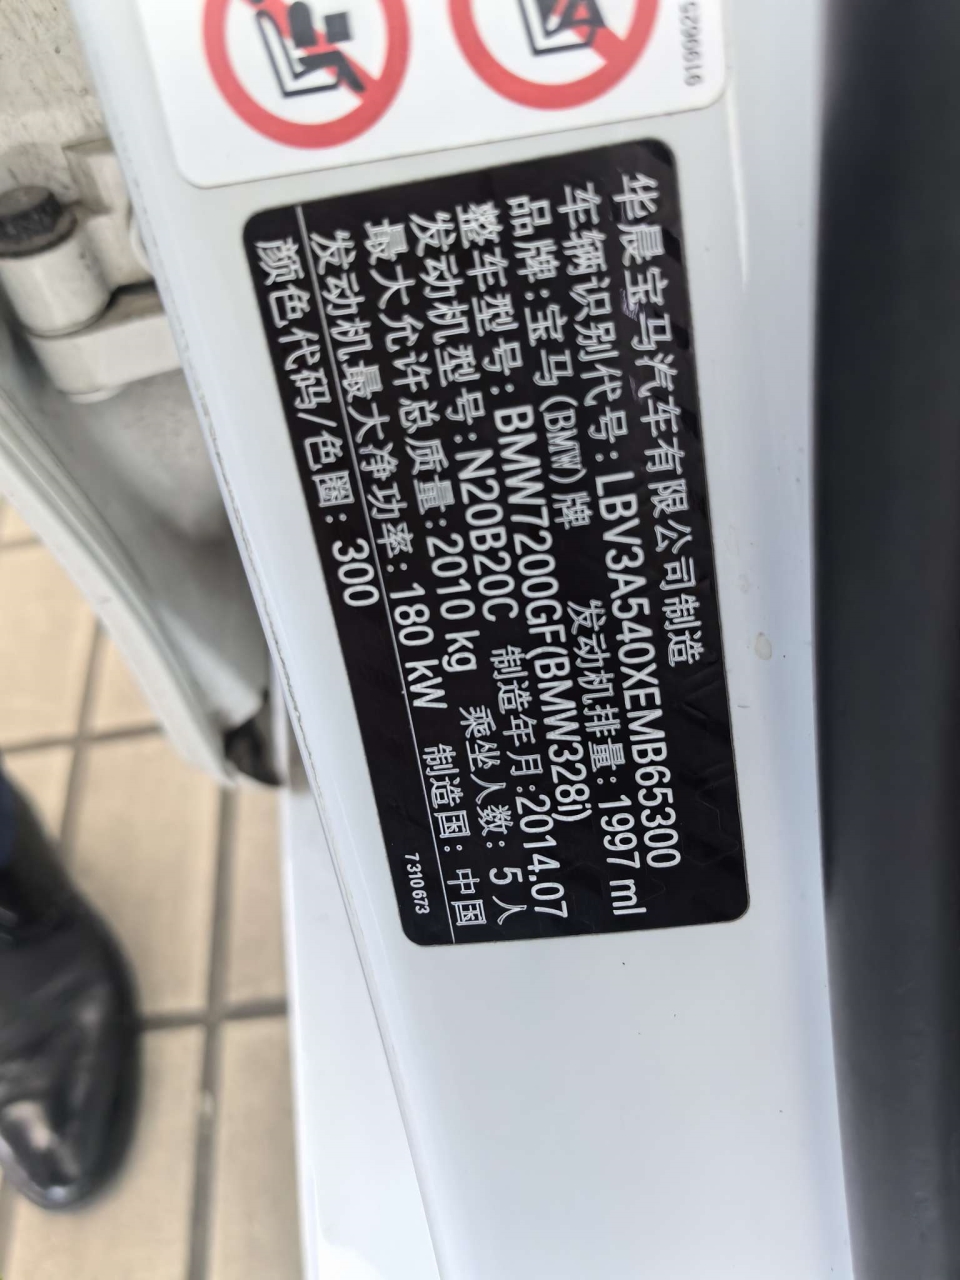 5296616
华晨宝马汽车有限公司制造
车辆识别代号: LBV3A540XEMB65300
品牌:宝马(BMW)牌 发动机排量: 1997 ml
整车型号: BMW7200GF(BMW328i)
发动机型号: N20B20C 制造年月:2014.07
最大允许总质量: 2010 kg 乘坐人数: 5人
发动机最大净功率: 180 kW 制造国: 中国
颜色代码/色圈: 300
7 310 673